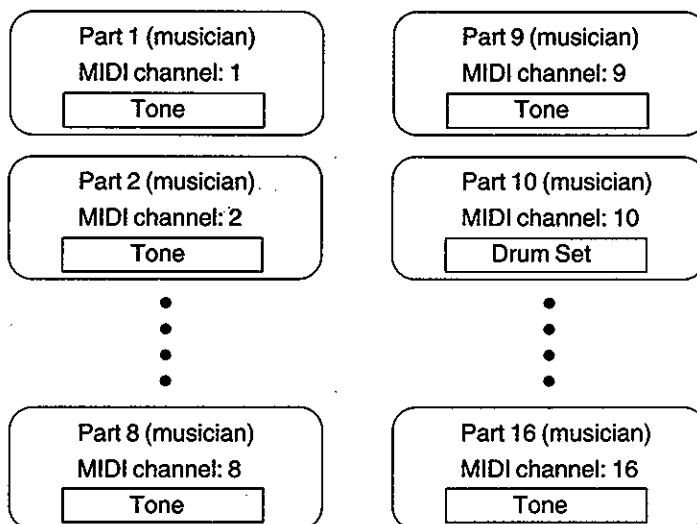 Part 1 (musician)
MIDI channel: 1
Tone
Part 2 (musician)
MIDI channel: 2
Tone
Part 8 (musician)
MIDI channel: 8
Tone
Part 9 (musician)
MIDI channel: 9
Tone
Part 10 (musician)
MIDI channel: 10
Drum Set
Part 16 (musician)
MIDI channel: 16
Tone